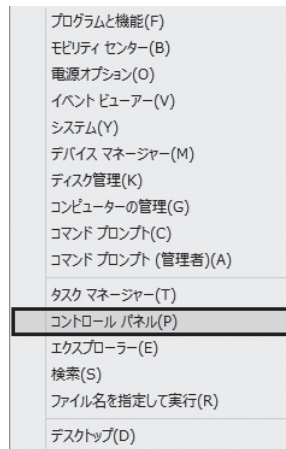 プログラムと機能(F)
モビリティ センター(B)
電源オプション(O)
イベント ビューアー(V)
システム(Y)
デバイス マネージャー(M)
ディスク管理(K)
コンピューターの管理(G)
コマンド プロンプト(C)
コマンド プロンプト (管理者)(A)
タスク マネージャー(T)
コントロール パネル(P)
エクスプローラー(E)
検索(S)
ファイル名を指定して実行(R)
デスクトップ(D)